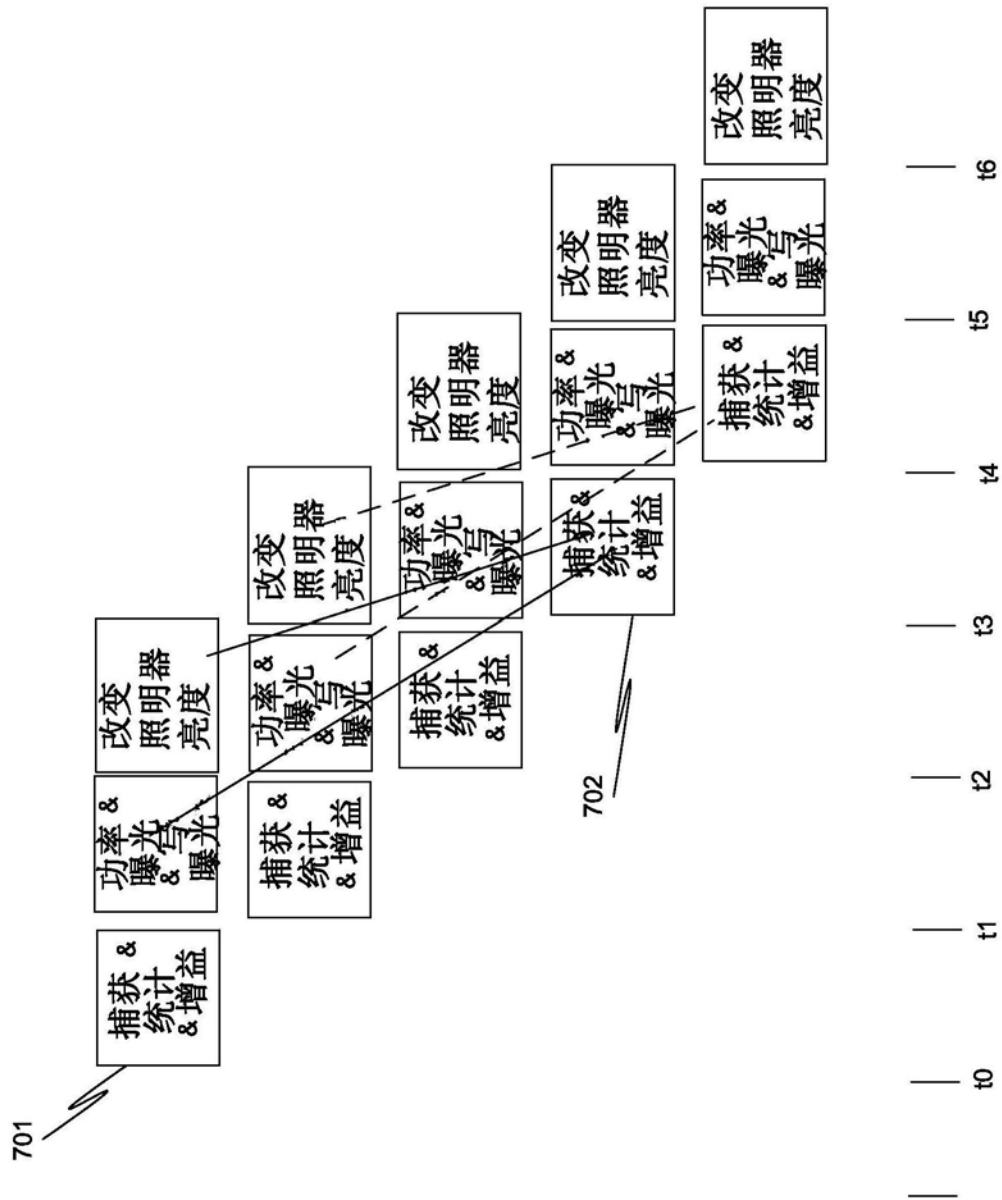 701
捕获 &
统计
& 增益
功率 &
曝光
& 写
曝光
改变
照明器
亮度
捕获 &
统计
& 增益
功率 &
曝光
& 写
曝光
改变
照明器
亮度
捕获 &
统计
& 增益
功率 &
曝光
& 写
曝光
改变
照明器
亮度
702
捕获 &
统计
& 增益
功率 &
曝光
& 写
曝光
改变
照明器
亮度
捕获 &
统计
& 增益
功率 &
曝光
& 写
曝光
改变
照明器
亮度
t0
t1
t2
t3
t4
t5
t6